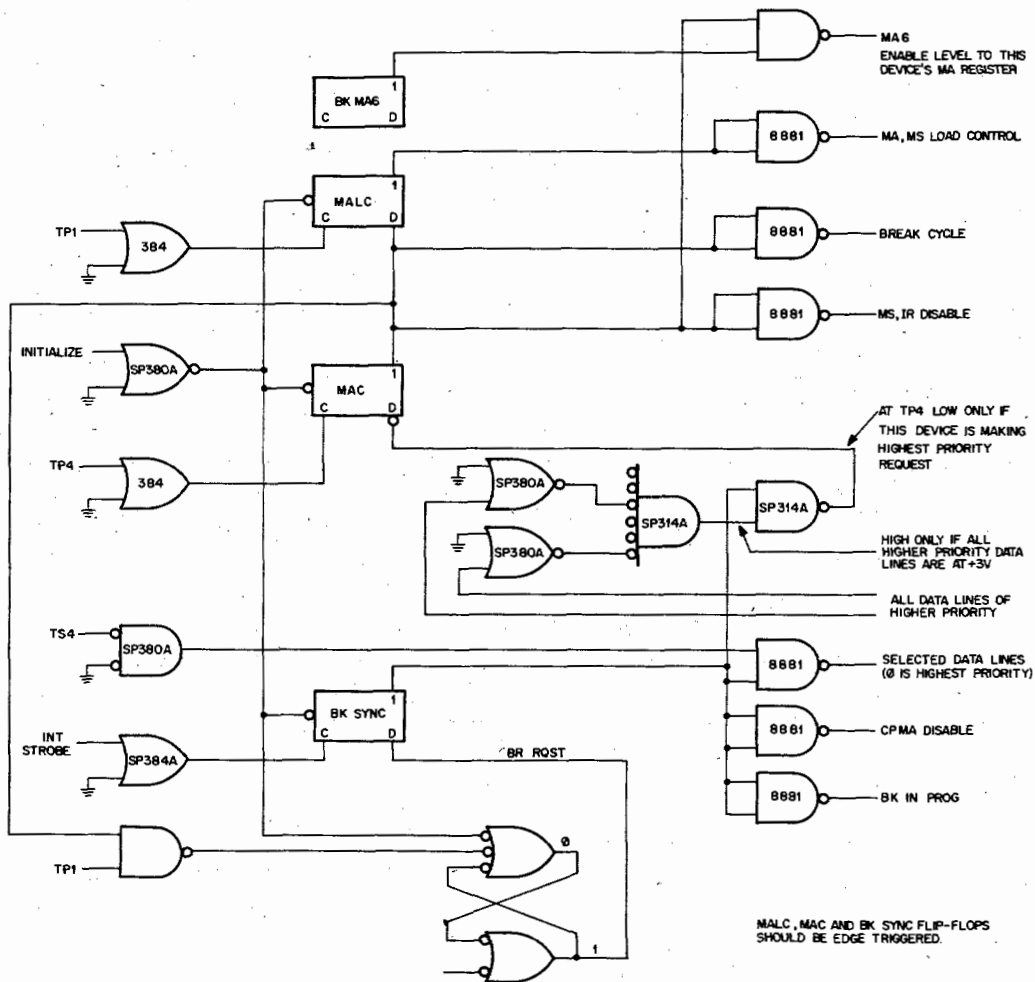 MA6
ENABLE LEVEL TO THIS
DEVICE'S MA REGISTER
1
BK MA6
C D
8881
MA, MS LOAD CONTROL
1
MALC
C D
TP1
384
8881
BREAK CYCLE
8881
MS, IR DISABLE
INITIALIZE
SP380A
1
MAC
C D
AT TP4 LOW ONLY IF
THIS DEVICE IS MAKING
HIGHEST PRIORITY
REQUEST
TP4
384
SP380A
SP314A
SP314A
SP380A
HIGH ONLY IF ALL
HIGHER PRIORITY DATA
LINES ARE AT +3V
ALL DATA LINES OF
HIGHER PRIORITY
TS4
SP380A
8881
SELECTED DATA LINES
(0 IS HIGHEST PRIORITY)
1
BK SYNC
C D
8881
CPMA DISABLE
INT
STROBE
SP384A
BR RQST
8881
BK IN PROG
TP1
0
1
MALC, MAC AND BK SYNC FLIP-FLOPS
SHOULD BE EDGE TRIGGERED.